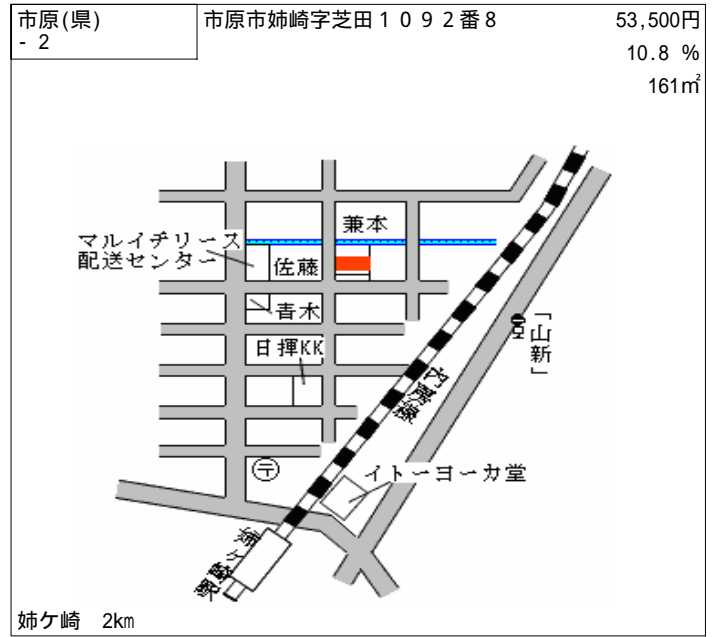 市原(県)
- 2
市原市姉崎字芝田１０９２番８
53,500円
10.8 %
161㎡
兼本
マルイチリース
配送センター
佐藤
青木
日揮KK
「山新」
内房線
〒
イトーヨーカ堂
姉ヶ崎駅
姉ケ崎 2km